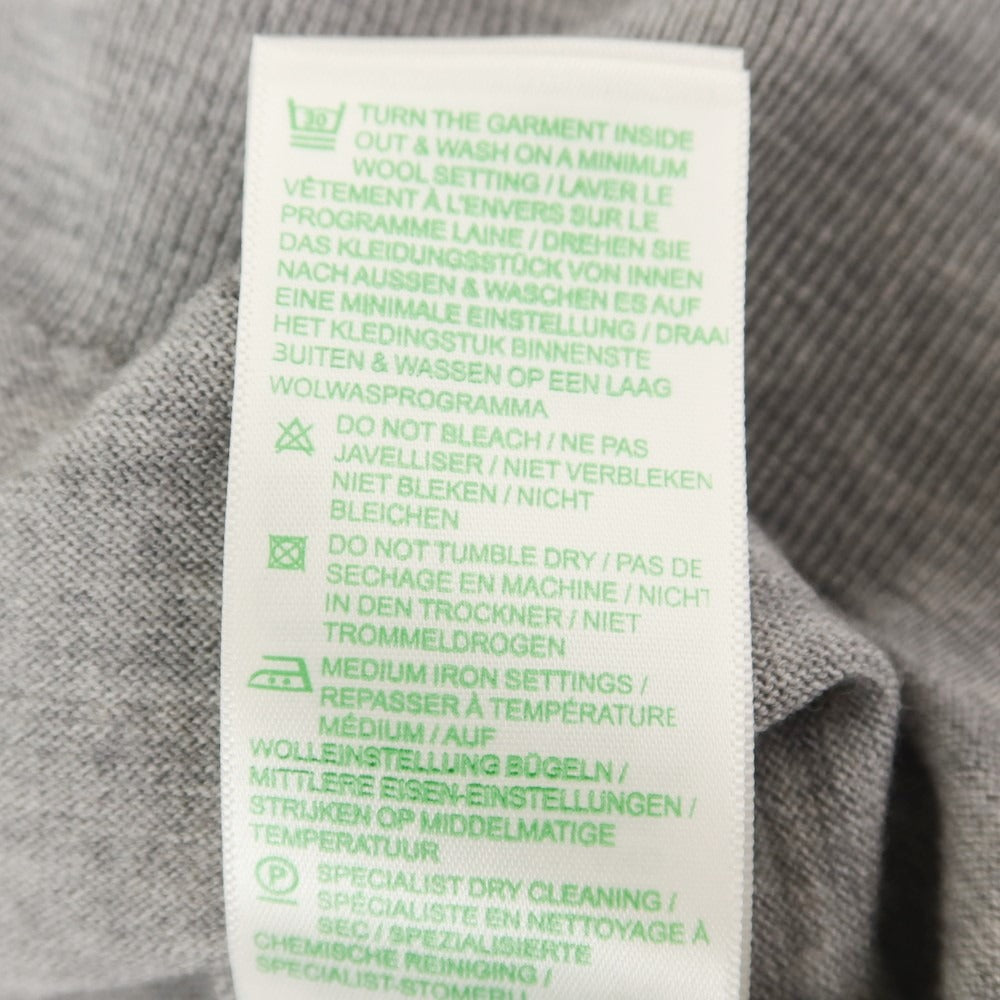 30 TURN THE GARMENT INSIDE
OUT & WASH ON A MINIMUM
WOOL SETTING / LAVER LE
VÊTEMENT À L'ENVERS SUR LE
PROGRAMME LAINE / DREHEN SIE
DAS KLEIDUNGSSTÜCK VON INNEN
NACH AUSSEN & WASCHEN ES AUF
EINE MINIMALE EINSTELLUNG / DRAAI
HET KLEDINGSTUK BINNENSTE
BUITEN & WASSEN OP EEN LAAG
WOLWASPROGRAMMA
DO NOT BLEACH / NE PAS
JAVELLISER / NIET VERBLEKEN
NIET BLEKEN / NICHT
BLEICHEN
DO NOT TUMBLE DRY / PAS DE
SECHAGE EN MACHINE / NICHT
IN DEN TROCKNER / NIET
TROMMELDROGEN
MEDIUM IRON SETTINGS /
REPASSER À TEMPÉRATURE
MÉDIUM / AUF
WOLLEINSTELLUNG BÜGELN /
MITTLERE EISEN-EINSTELLUNGEN /
STRIJKEN OP MIDDELMATIGE
TEMPERATUUR
P SPECIALIST DRY CLEANING /
SPÉCIALISTE EN NETTOYAGE À
SEC / SPEZIALISIERTE
CHEMISCHE REINIGING /
SPECIALIST-STOMERIJ